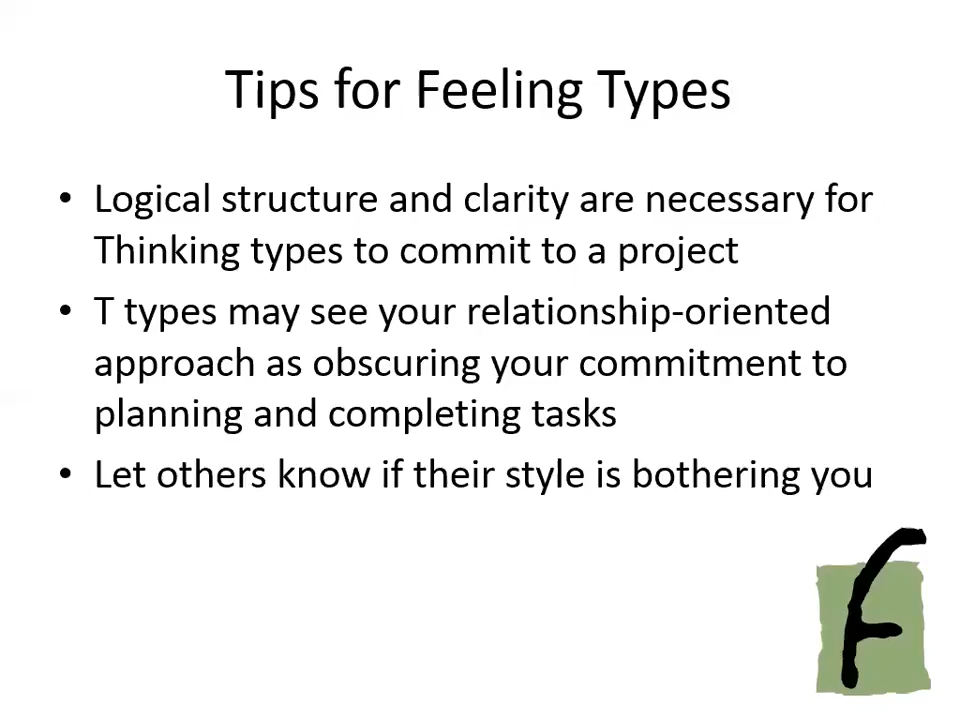 Tips for Feeling Types
• Logical structure and clarity are necessary for
Thinking types to commit to a project
• T types may see your relationship-oriented
approach as obscuring your commitment to
planning and completing tasks
• Let others know if their style is bothering you
F